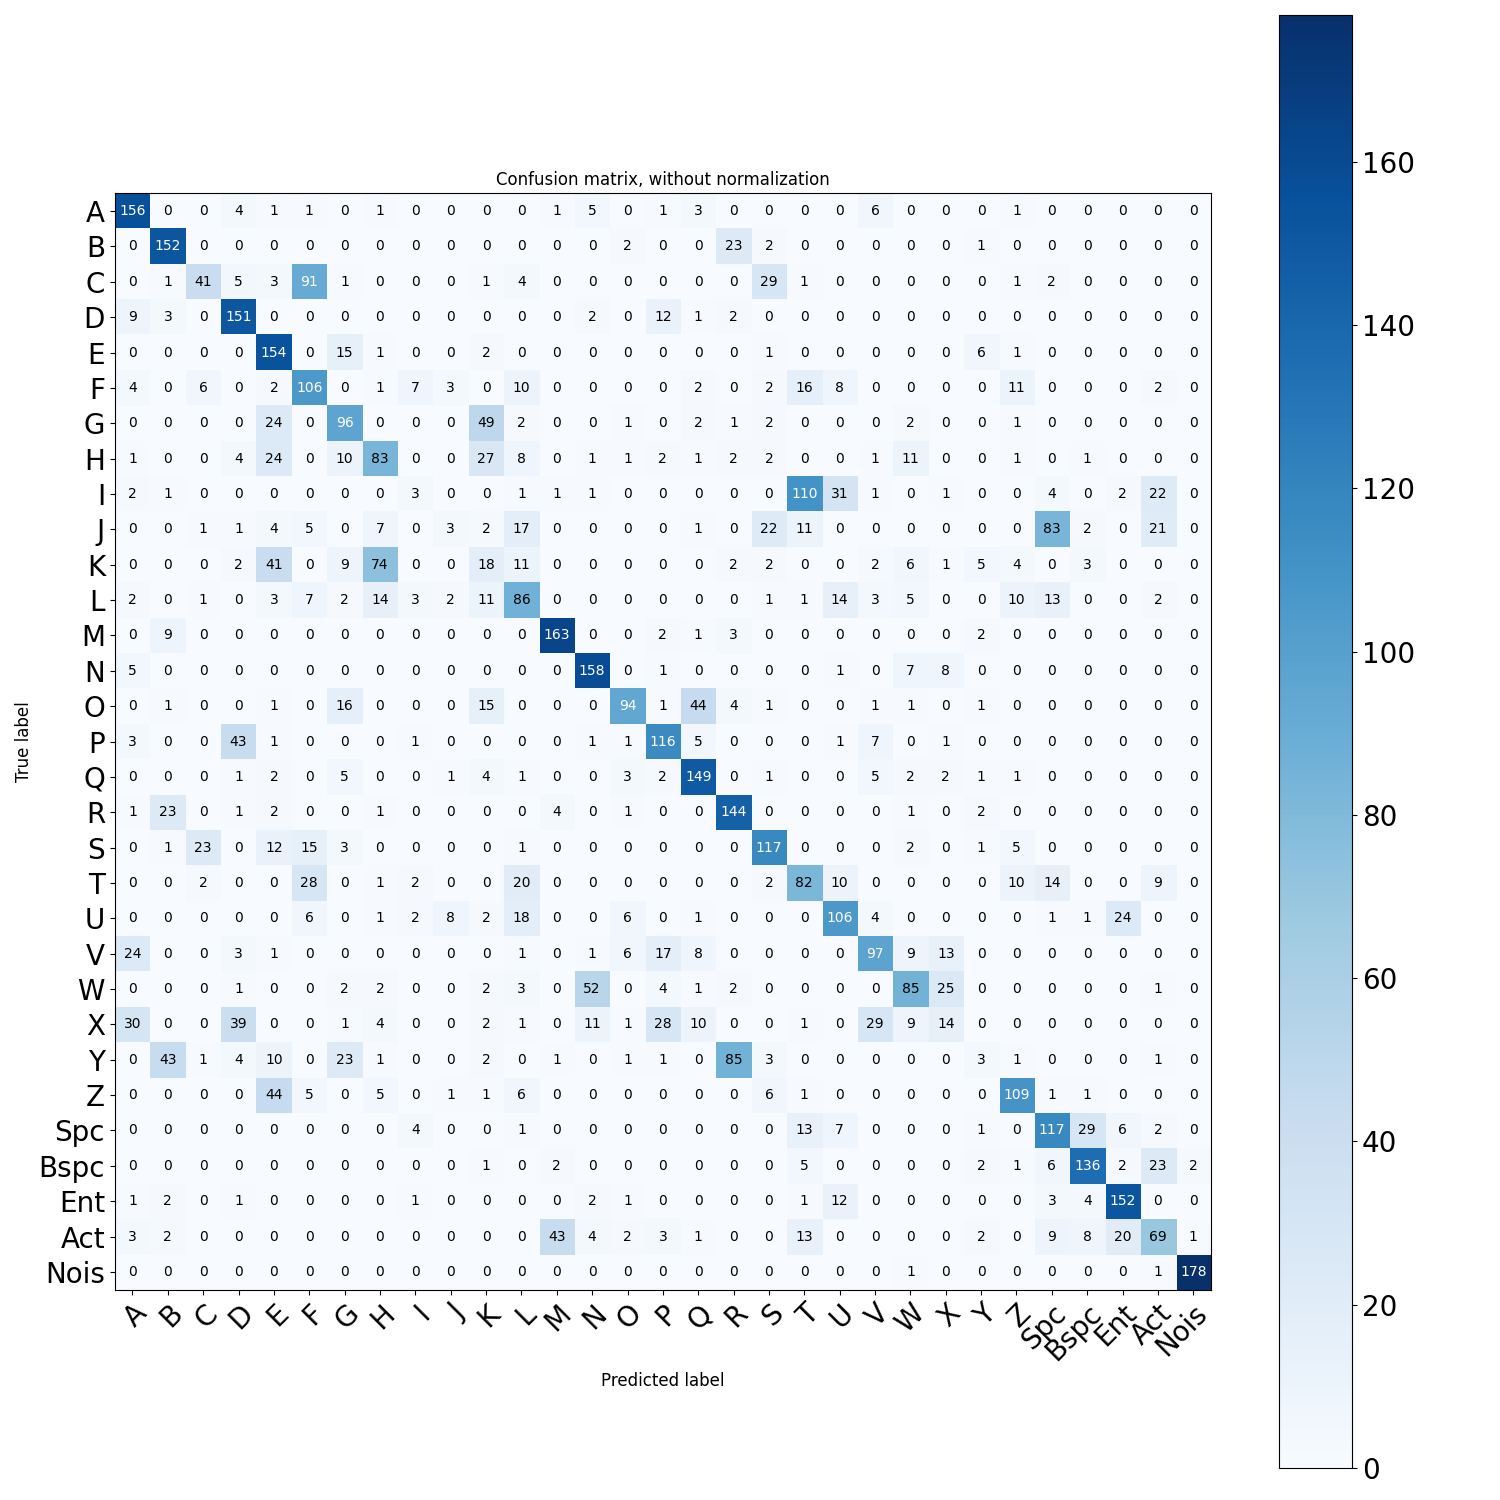 Confusion matrix, without normalization
True label
A 156 0 0 4 1 1 0 1 0 0 0 0 1 5 0 1 3 0 0 0 0 6 0 0 0 1 0 0 0 0 0
B 0 152 0 0 0 0 0 0 0 0 0 0 0 0 2 0 0 23 2 0 0 0 0 0 1 0 0 0 0 0 0
C 0 1 41 5 3 91 1 0 0 0 1 4 0 0 0 0 0 0 29 1 0 0 0 0 0 1 2 0 0 0 0
D 9 3 0 151 0 0 0 0 0 0 0 0 0 2 0 12 1 2 0 0 0 0 0 0 0 0 0 0 0 0 0
E 0 0 0 0 154 0 15 1 0 0 2 0 0 0 0 0 0 0 1 0 0 0 0 0 6 1 0 0 0 0 0
F 4 0 6 0 2 106 0 1 7 3 0 10 0 0 0 0 2 0 2 16 8 0 0 0 0 11 0 0 0 2 0
G 0 0 0 0 24 0 96 0 0 0 49 2 0 0 1 0 2 1 2 0 0 0 2 0 0 1 0 0 0 0 0
H 1 0 0 4 24 0 10 83 0 0 27 8 0 1 1 2 1 2 2 0 0 1 11 0 0 1 0 1 0 0 0
I 2 1 0 0 0 0 0 0 3 0 0 1 1 1 0 0 0 0 0 110 31 1 0 1 0 0 4 0 2 22 0
J 0 0 1 1 4 5 0 7 0 3 2 17 0 0 0 0 1 0 22 11 0 0 0 0 0 0 83 2 0 21 0
K 0 0 0 2 41 0 9 74 0 0 18 11 0 0 0 0 0 2 2 0 0 2 6 1 5 4 0 3 0 0 0
L 2 0 1 0 3 7 2 14 3 2 11 86 0 0 0 0 0 0 1 1 14 3 5 0 0 10 13 0 0 2 0
M 0 9 0 0 0 0 0 0 0 0 0 0 163 0 0 2 1 3 0 0 0 0 0 0 2 0 0 0 0 0 0
N 5 0 0 0 0 0 0 0 0 0 0 0 0 158 0 1 0 0 0 0 1 0 7 8 0 0 0 0 0 0 0
O 0 1 0 0 1 0 16 0 0 0 15 0 0 0 94 1 44 4 1 0 0 1 1 0 1 0 0 0 0 0 0
P 3 0 0 43 1 0 0 0 1 0 0 0 0 1 1 116 5 0 0 0 1 7 0 1 0 0 0 0 0 0 0
Q 0 0 0 1 2 0 5 0 0 1 4 1 0 0 3 2 149 0 1 0 0 5 2 2 1 1 0 0 0 0 0
R 1 23 0 1 2 0 0 1 0 0 0 0 4 0 1 0 0 144 0 0 0 0 1 0 2 0 0 0 0 0 0
S 0 1 23 0 12 15 3 0 0 0 0 1 0 0 0 0 0 0 117 0 0 0 2 0 1 5 0 0 0 0 0
T 0 0 2 0 0 28 0 1 2 0 0 20 0 0 0 0 0 0 2 82 10 0 0 0 0 10 14 0 0 9 0
U 0 0 0 0 0 6 0 1 2 8 2 18 0 0 6 0 1 0 0 0 106 4 0 0 0 0 1 1 24 0 0
V 24 0 0 3 1 0 0 0 0 0 0 1 0 1 6 17 8 0 0 0 0 97 9 13 0 0 0 0 0 0 0
W 0 0 0 1 0 0 2 2 0 0 2 3 0 52 0 4 1 2 0 0 0 0 85 25 0 0 0 0 0 1 0
X 30 0 0 39 0 0 1 4 0 0 2 1 0 11 1 28 10 0 0 1 0 29 9 14 0 0 0 0 0 0 0
Y 0 43 1 4 10 0 23 1 0 0 2 0 1 0 1 1 0 85 3 0 0 0 0 0 3 1 0 0 0 1 0
Z 0 0 0 0 44 5 0 5 0 1 1 6 0 0 0 0 0 0 6 1 0 0 0 0 0 109 1 1 0 0 0
Spc 0 0 0 0 0 0 0 0 4 0 0 1 0 0 0 0 0 0 0 13 7 0 0 0 1 0 117 29 6 2 0
Bspc 0 0 0 0 0 0 0 0 0 0 1 0 2 0 0 0 0 0 0 5 0 0 0 0 2 1 6 136 2 23 2
Ent 1 2 0 1 0 0 0 0 1 0 0 0 0 2 1 0 0 0 0 1 12 0 0 0 0 0 3 4 152 0 0
Act 3 2 0 0 0 0 0 0 0 0 0 0 43 4 2 3 1 0 0 13 0 0 0 0 2 0 9 8 20 69 1
Nois 0 0 0 0 0 0 0 0 0 0 0 0 0 0 0 0 0 0 0 0 0 0 1 0 0 0 0 0 0 1 178
A B C D E F G H I J K L M N O P Q R S T U V W X Y Z Spc Bspc Ent Act Nois
Predicted label
160
140
120
100
80
60
40
20
0